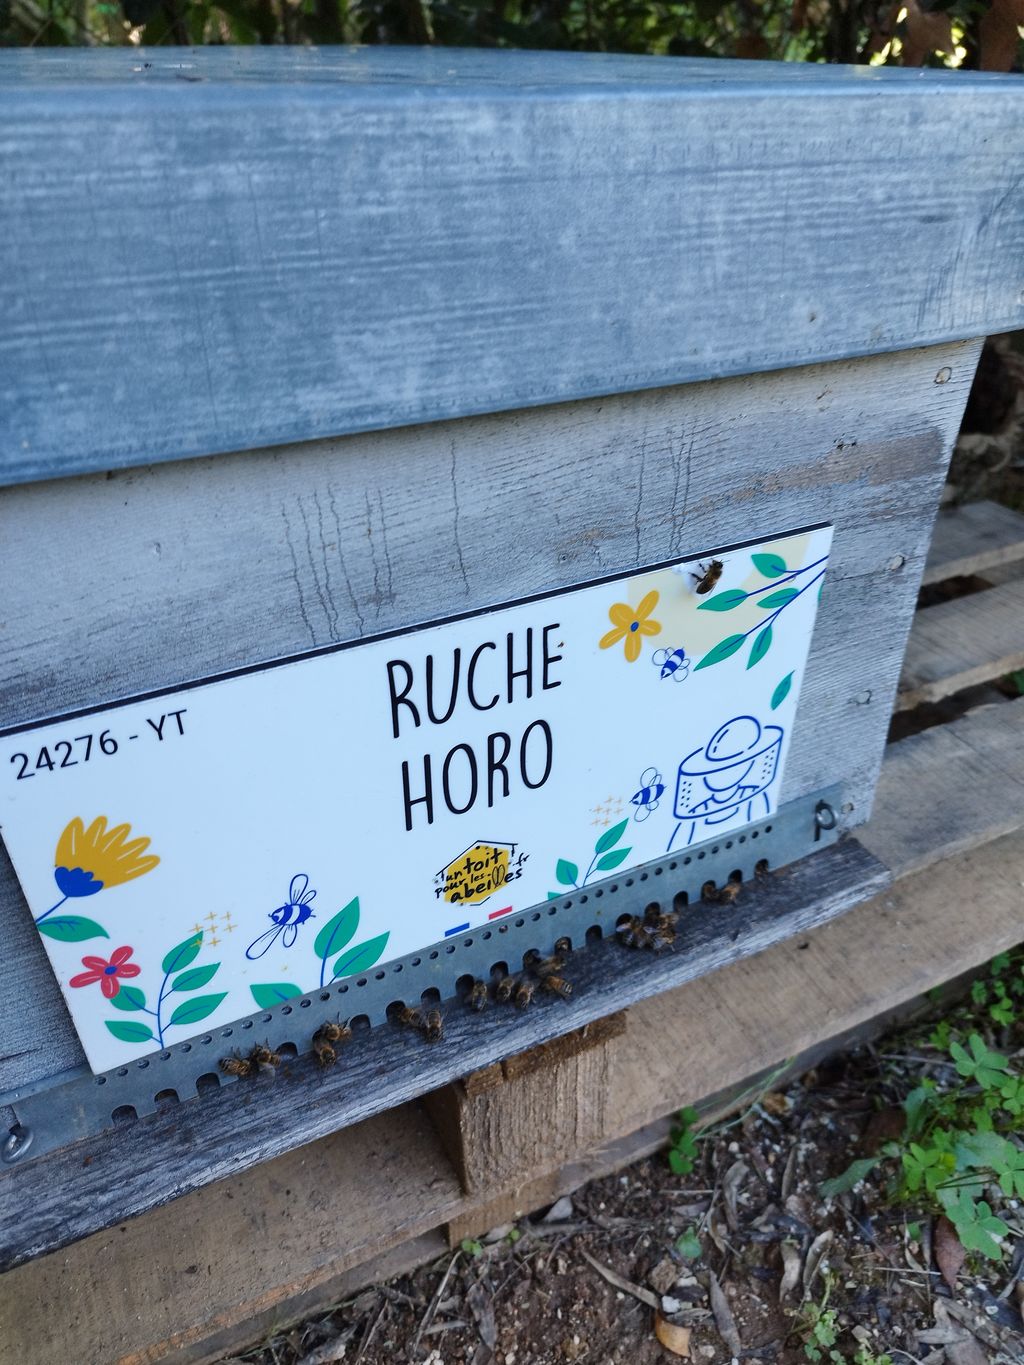 24276 - YT
RUCHE
HORO
un toit
pour les
abeilles
.fr